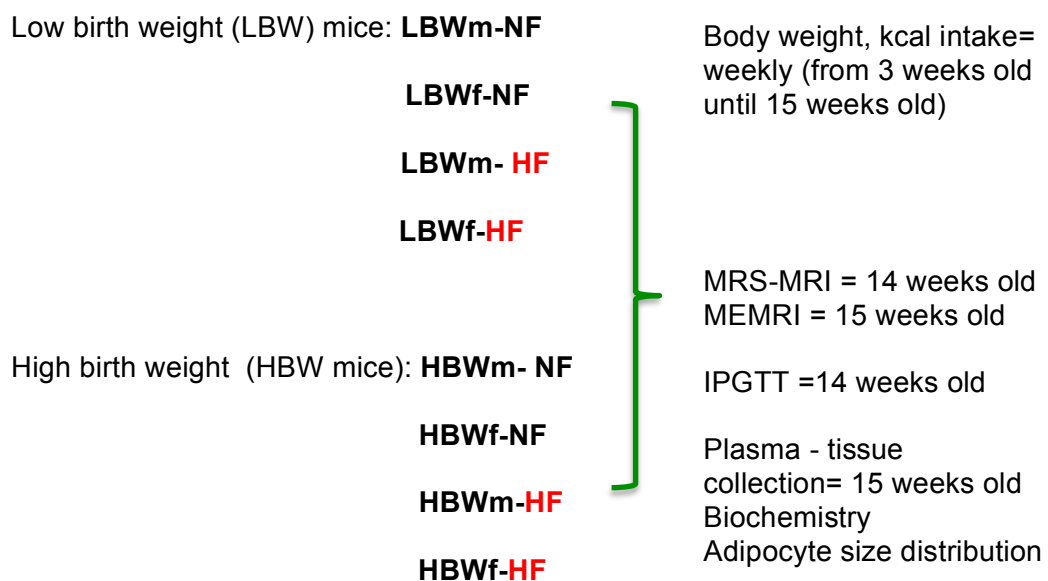 Low birth weight (LBW) mice: LBWm-NF
LBWf-NF
LBWm- HF
LBWf-HF
High birth weight  (HBW mice): HBWm- NF
HBWf-NF
HBWm-HF
HBWf-HF
Body weight, kcal intake=
weekly (from 3 weeks old
until 15 weeks old)
MRS-MRI = 14 weeks old
MEMRI = 15 weeks old
IPGTT =14 weeks old
Plasma - tissue
collection= 15 weeks old
Biochemistry
Adipocyte size distribution